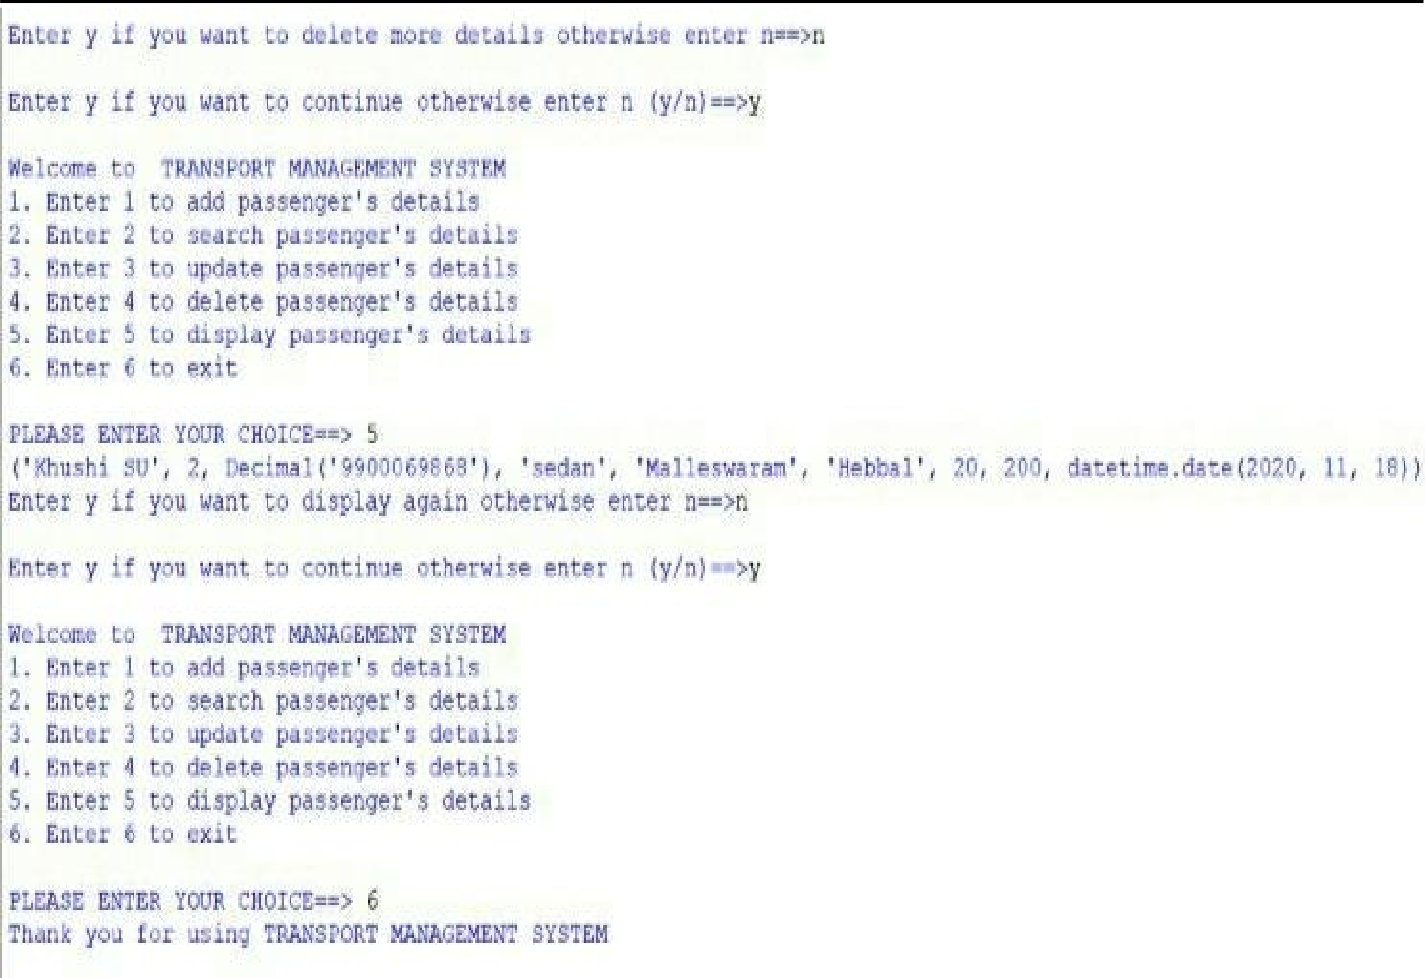 Enter y if you want to delete more details otherwise enter n==>n
Enter y if you want to continue otherwise enter n (y/n)==>y
Welcome to  TRANSPORT MANAGEMENT SYSTEM
1. Enter 1 to add passenger's details
2. Enter 2 to search passenger's details
3. Enter 3 to update passenger's details
4. Enter 4 to delete passenger's details
5. Enter 5 to display passenger's details
6. Enter 6 to exit
PLEASE ENTER YOUR CHOICE==> 5
('Khushi SU', 2, Decimal('9900069868'), 'sedan', 'Malleswaram', 'Hebbal', 20, 200, datetime.date(2020, 11, 18))
Enter y if you want to display again otherwise enter n==>n
Enter y if you want to continue otherwise enter n (y/n)==>y
Welcome to  TRANSPORT MANAGEMENT SYSTEM
1. Enter 1 to add passenger's details
2. Enter 2 to search passenger's details
3. Enter 3 to update passenger's details
4. Enter 4 to delete passenger's details
5. Enter 5 to display passenger's details
6. Enter 6 to exit
PLEASE ENTER YOUR CHOICE==> 6
Thank you for using TRANSPORT MANAGEMENT SYSTEM